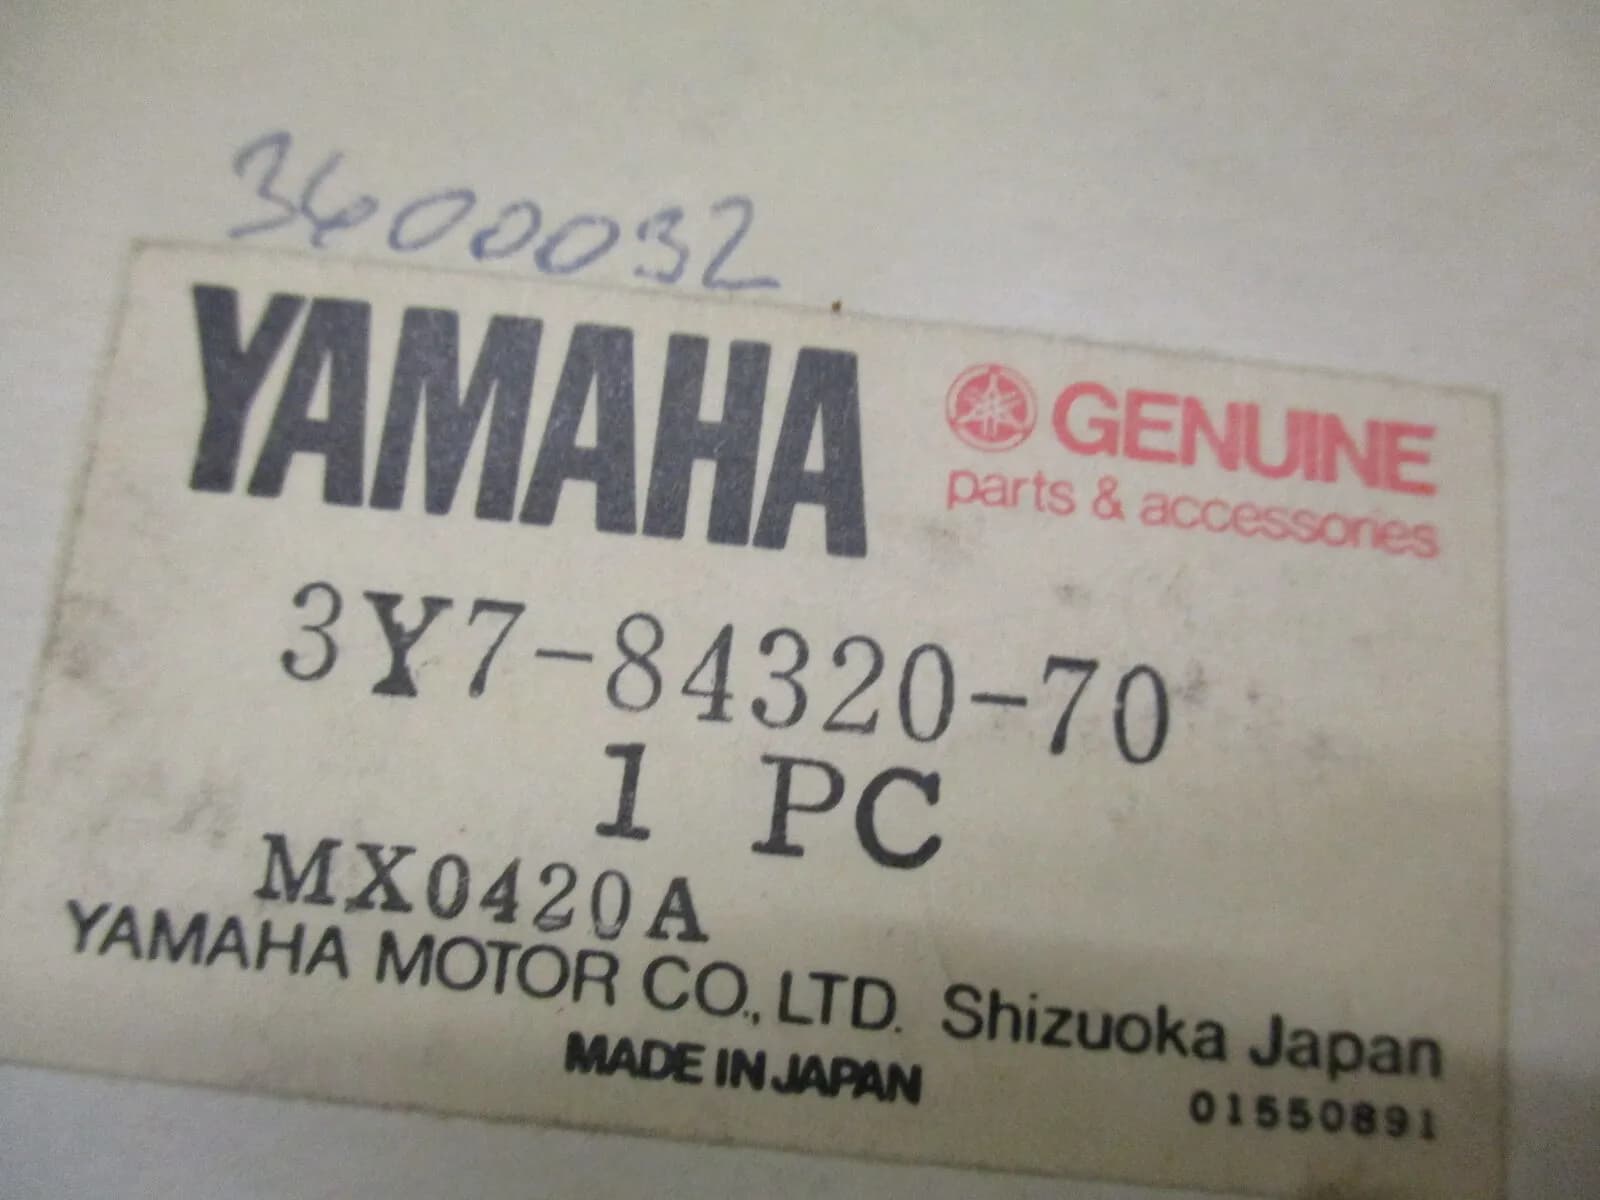 3600032
YAMAHA
GENUINE
parts & accessories
3Y7-84320-70
1 PC
MX0420A
YAMAHA MOTOR CO., LTD. Shizuoka Japan
MADE IN JAPAN
01550891